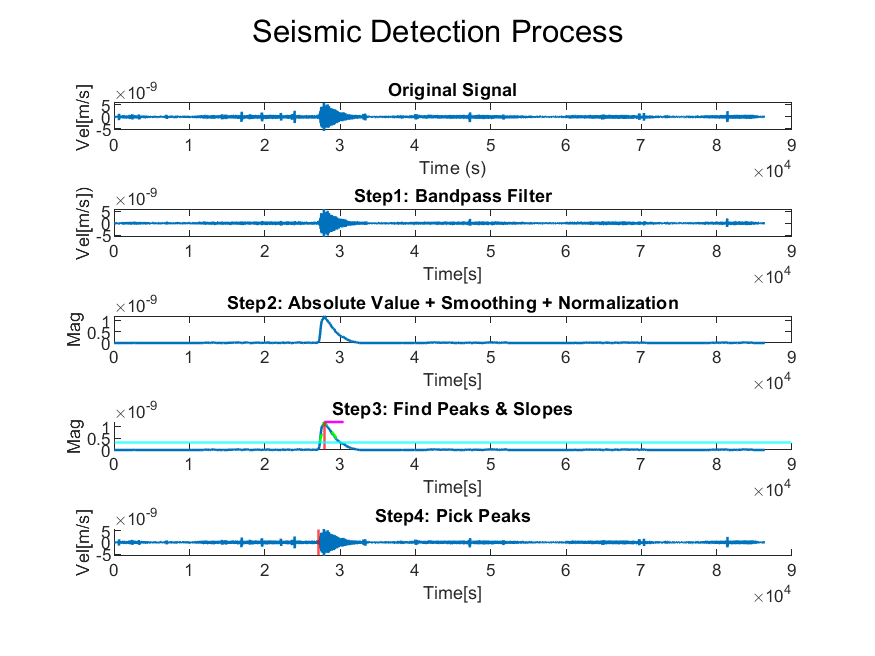 Seismic Detection Process
×10-9
Original Signal
Vel[m/s]
5
0
-5
0 1 2 3 4 5 6 7 8 9
Time (s)
×104
×10-9
Step1: Bandpass Filter
Vel[m/s])
5
0
-5
0 1 2 3 4 5 6 7 8 9
Time[s]
×104
×10-9
Step2: Absolute Value + Smoothing + Normalization
Mag
1
0.5
0
0 1 2 3 4 5 6 7 8 9
Time[s]
×104
×10-9
Step3: Find Peaks & Slopes
Mag
1
0.5
0
0 1 2 3 4 5 6 7 8 9
Time[s]
×104
×10-9
Step4: Pick Peaks
Vel[m/s]
5
0
-5
0 1 2 3 4 5 6 7 8 9
Time[s]
×104